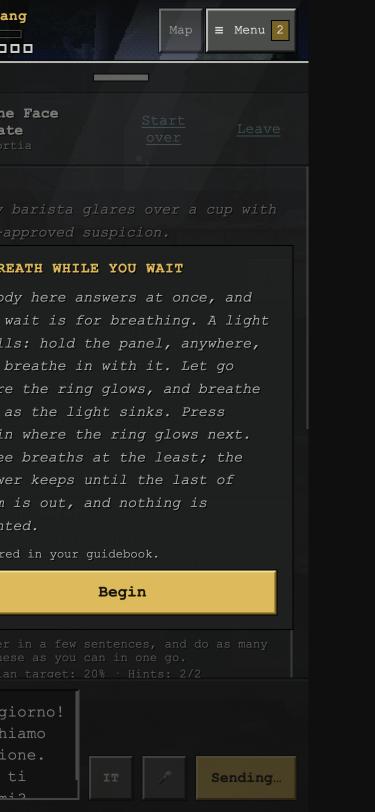 ang
Map
≡ Menu 2
he Face
ate
ortia
Start
over
Leave
y barista glares over a cup with
-approved suspicion.
REATH WHILE YOU WAIT
ody here answers at once, and
wait is for breathing. A light
lls: hold the panel, anywhere,
breathe in with it. Let go
re the ring glows, and breathe
as the light sinks. Press
in where the ring glows next.
ee breaths at the least; the
wer keeps until the last of
m is out, and nothing is
nted.
red in your guidebook.
Begin
er in a few sentences, and do as many
hese as you can in one go.
ian target: 20% · Hints: 2/2
giorno!
hiamo
ione.
ti
mi?
IT
Sending…